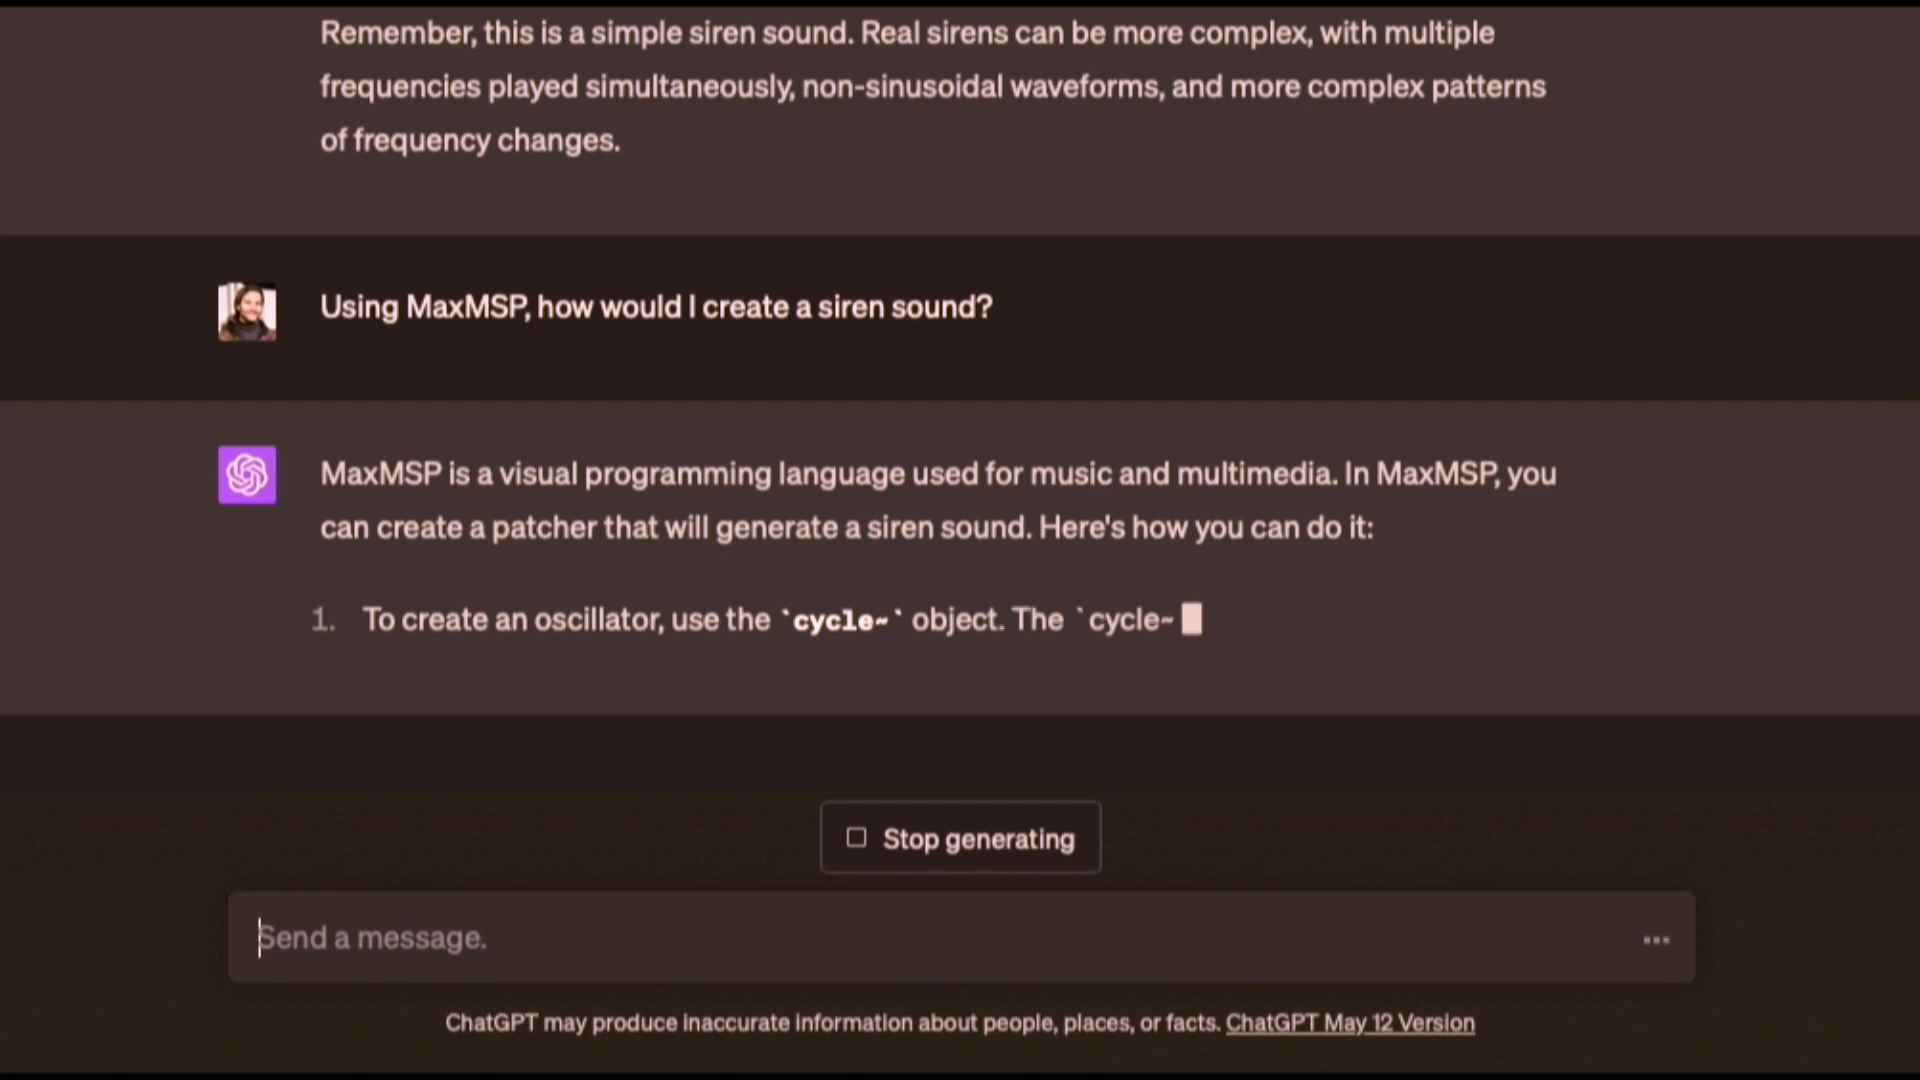 Remember, this is a simple siren sound. Real sirens can be more complex, with multiple
frequencies played simultaneously, non-sinusoidal waveforms, and more complex patterns
of frequency changes.
Using MaxMSP, how would I create a siren sound?
MaxMSP is a visual programming language used for music and multimedia. In MaxMSP, you
can create a patcher that will generate a siren sound. Here's how you can do it:
1. To create an oscillator, use the `cycle~` object. The `cycle~
Stop generating
Send a message.
ChatGPT may produce inaccurate information about people, places, or facts. ChatGPT May 12 Version